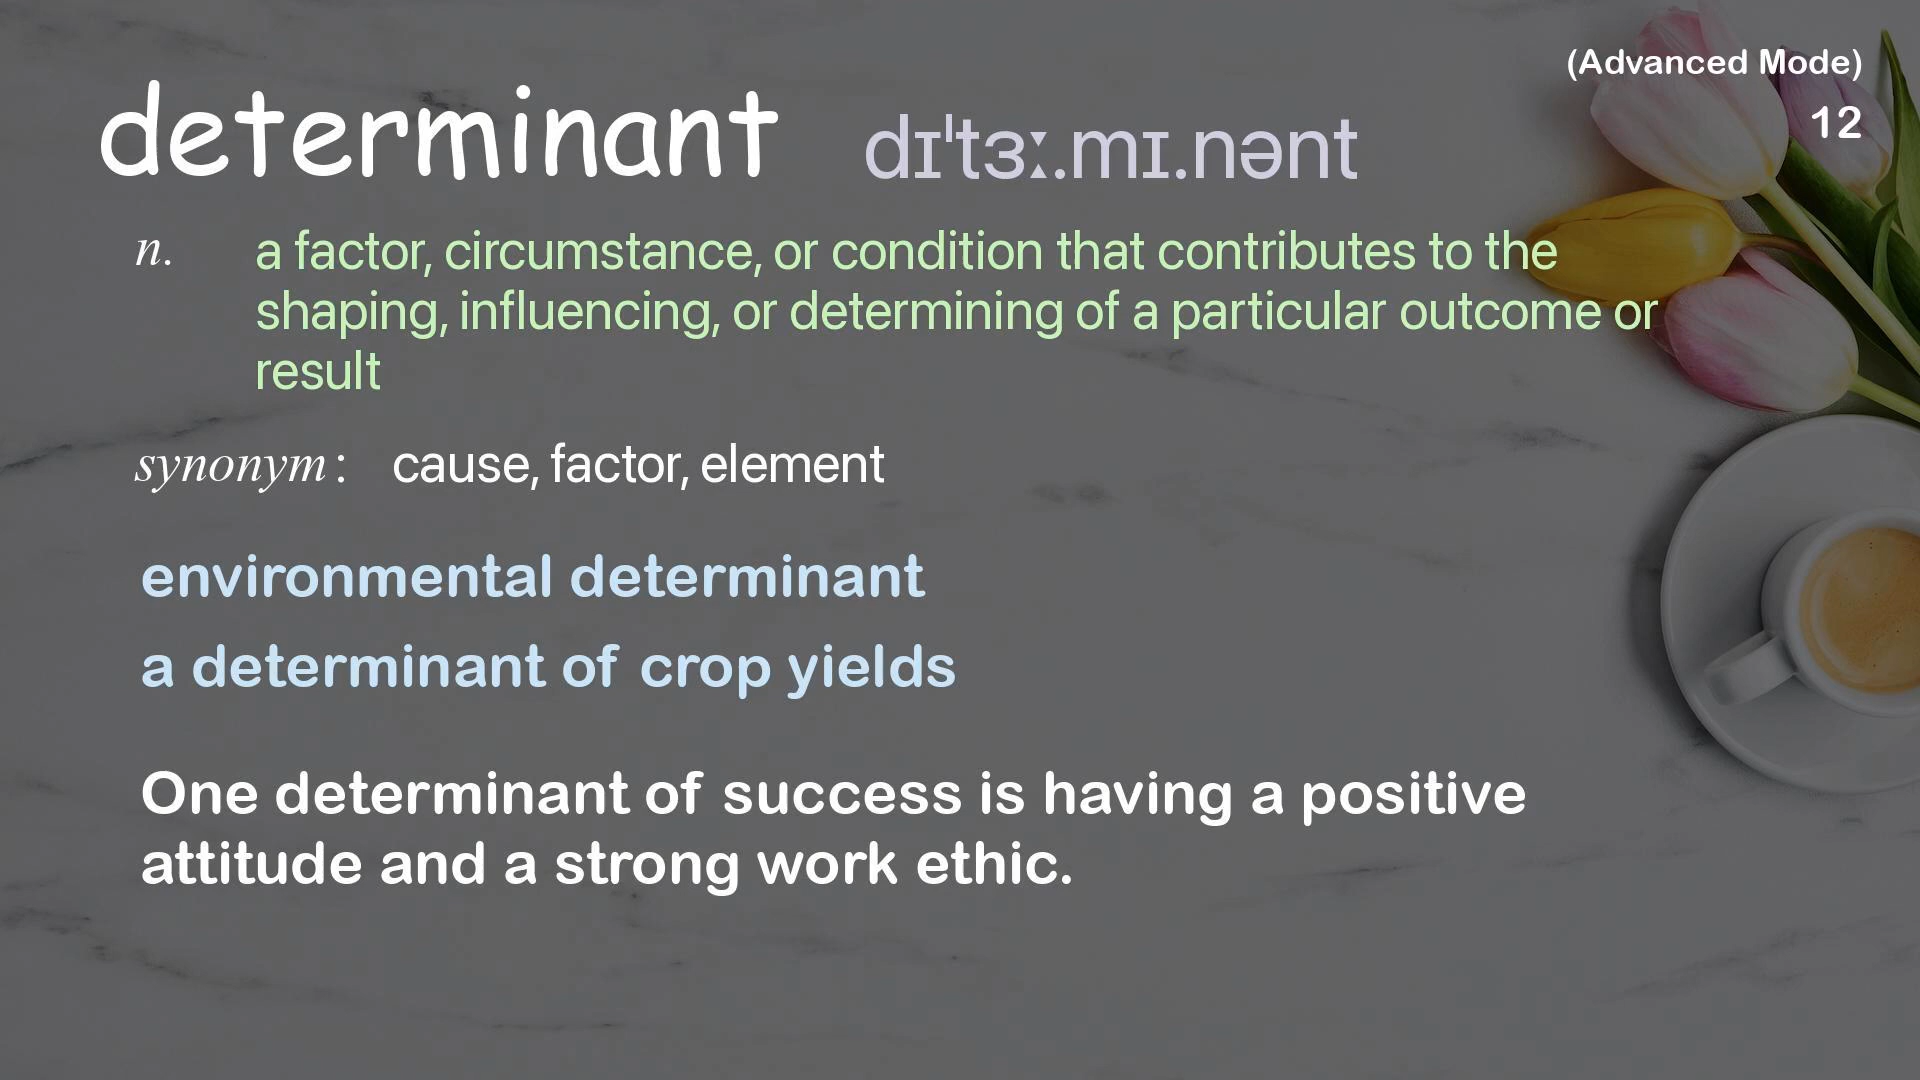 (Advanced Mode)
12
determinant dɪˈtɜː.mɪ.nənt
n. a factor, circumstance, or condition that contributes to the
shaping, influencing, or determining of a particular outcome or
result
synonym: cause, factor, element
environmental determinant
a determinant of crop yields
One determinant of success is having a positive
attitude and a strong work ethic.